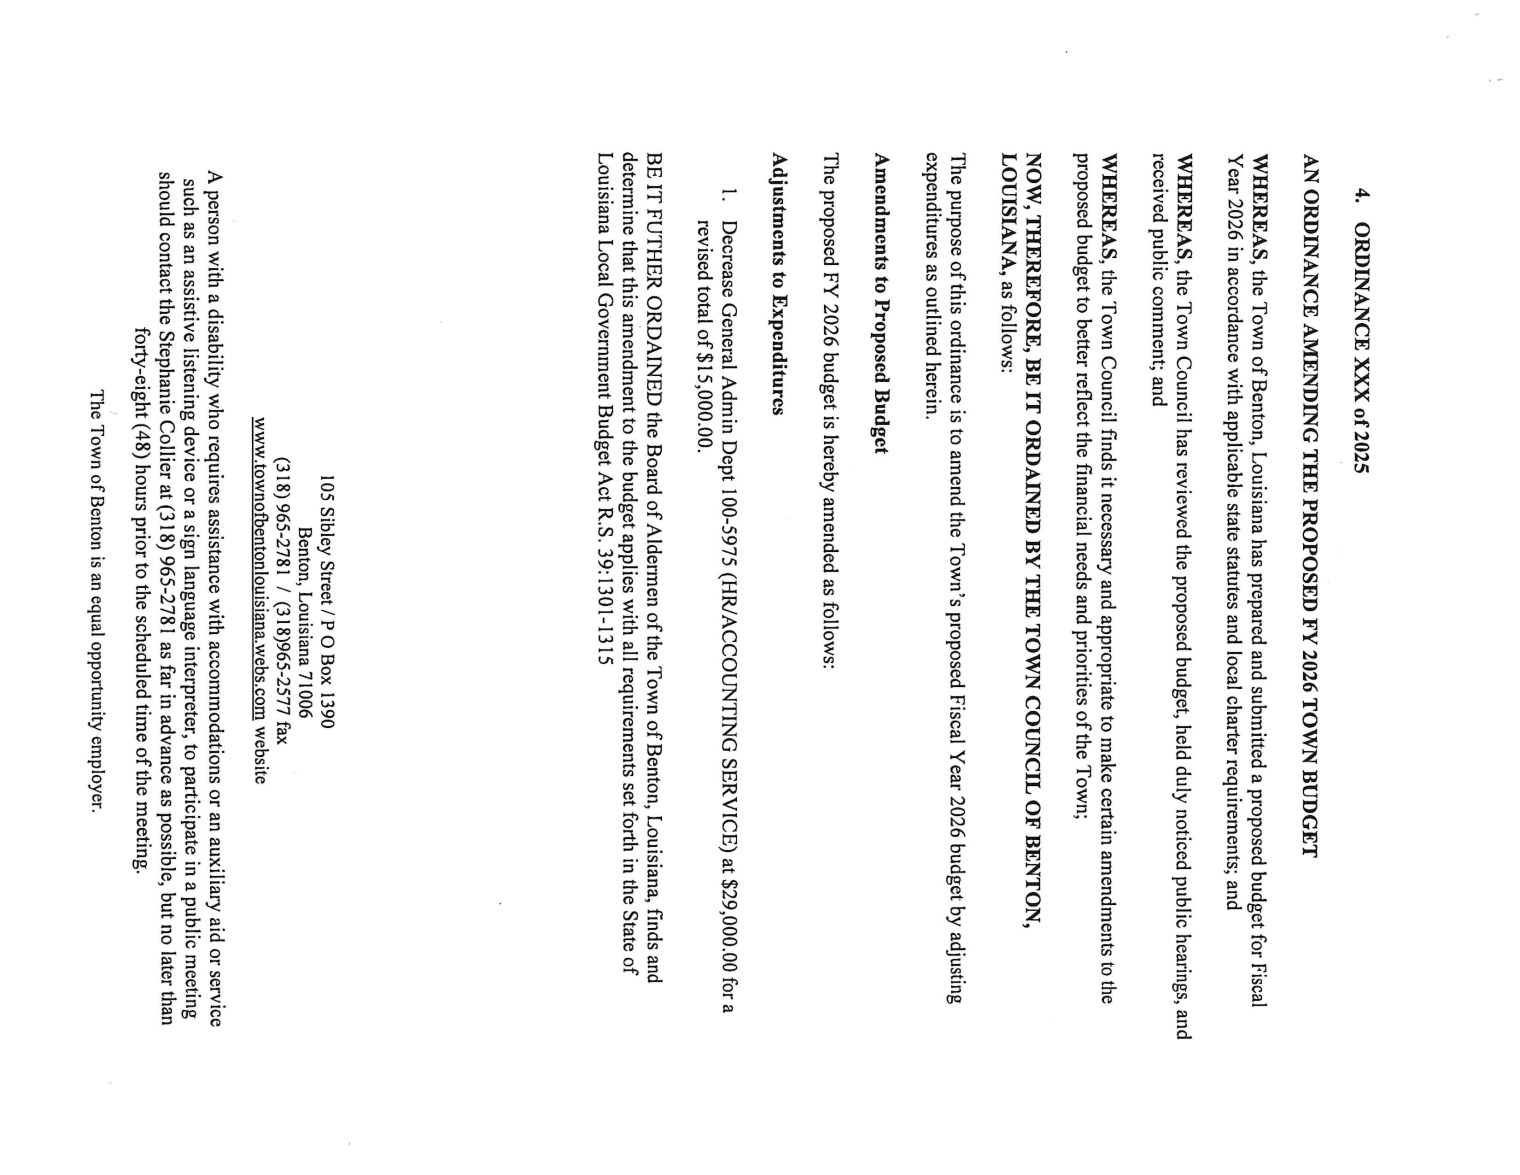 4. ORDINANCE XXX of 2025
AN ORDINANCE AMENDING THE PROPOSED FY 2026 TOWN BUDGET
WHEREAS, the Town of Benton, Louisiana has prepared and submitted a proposed budget for Fiscal
Year 2026 in accordance with applicable state statutes and local charter requirements; and
WHEREAS, the Town Council has reviewed the proposed budget, held duly noticed public hearings, and
received public comment; and
WHEREAS, the Town Council finds it necessary and appropriate to make certain amendments to the
proposed budget to better reflect the financial needs and priorities of the Town;
NOW, THEREFORE, BE IT ORDAINED BY THE TOWN COUNCIL OF BENTON,
LOUISIANA, as follows:
The purpose of this ordinance is to amend the Town's proposed Fiscal Year 2026 budget by adjusting
expenditures as outlined herein.
Amendments to Proposed Budget
The proposed FY 2026 budget is hereby amended as follows:
Adjustments to Expenditures
1. Decrease General Admin Dept 100-5975 (HR/ACCOUNTING SERVICE) at $29,000.00 for a
revised total of $15,000.00.
BE IT FUTHER ORDAINED the Board of Aldermen of the Town of Benton, Louisiana, finds and
determine that this amendment to the budget applies with all requirements set forth in the State of
Louisiana Local Government Budget Act R.S. 39:1301-1315
105 Sibley Street / P O Box 1390
Benton, Louisiana 71006
(318) 965-2781 / (318)965-2577 fax
www.townofbentonlouisiana.webs.com website
A person with a disability who requires assistance with accommodations or an auxiliary aid or service
such as an assistive listening device or a sign language interpreter, to participate in a public meeting
should contact the Stephanie Collier at (318) 965-2781 as far in advance as possible, but no later than
forty-eight (48) hours prior to the scheduled time of the meeting.
The Town of Benton is an equal opportunity employer.